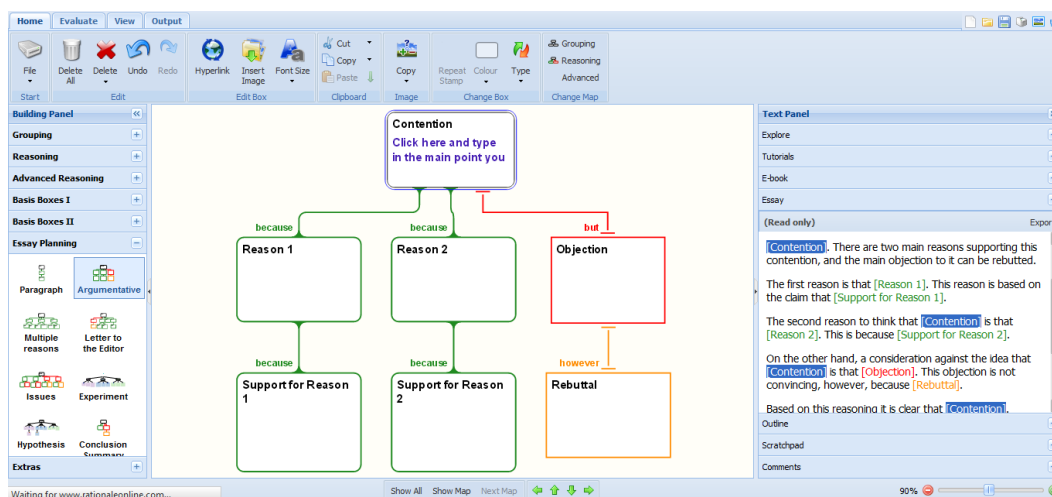 Home Evaluate View Output
File Delete All Delete Undo Redo Hyperlink Insert Image Font Size Cut Copy Paste Copy Repeat Stamp Colour Type Grouping Reasoning Advanced
Start Edit Edit Box Clipboard Image Change Box Change Map
Building Panel
Grouping
Reasoning
Advanced Reasoning
Basis Boxes I
Basis Boxes II
Essay Planning
Paragraph Argumentative
Multiple reasons Letter to the Editor
Issues Experiment
Hypothesis Conclusion Summary
Extras
Waiting for www.rationaleonline.com...
Contention
Click here and type
in the main point you
because because but
Reason 1 Reason 2 Objection
because because however
Support for Reason 1 Support for Reason 2 Rebuttal
Show All Show Map Next Map
Text Panel
Explore
Tutorials
E-book
Essay
(Read only) Expor
[Contention]. There are two main reasons supporting this
contention, and the main objection to it can be rebutted.
The first reason is that [Reason 1]. This reason is based on
the claim that [Support for Reason 1].
The second reason to think that [Contention] is that
[Reason 2]. This is because [Support for Reason 2].
On the other hand, a consideration against the idea that
[Contention] is that [Objection]. This objection is not
convincing, however, because [Rebuttal].
Based on this reasoning it is clear that [Contention].
Outline
Scratchpad
Comments
90%